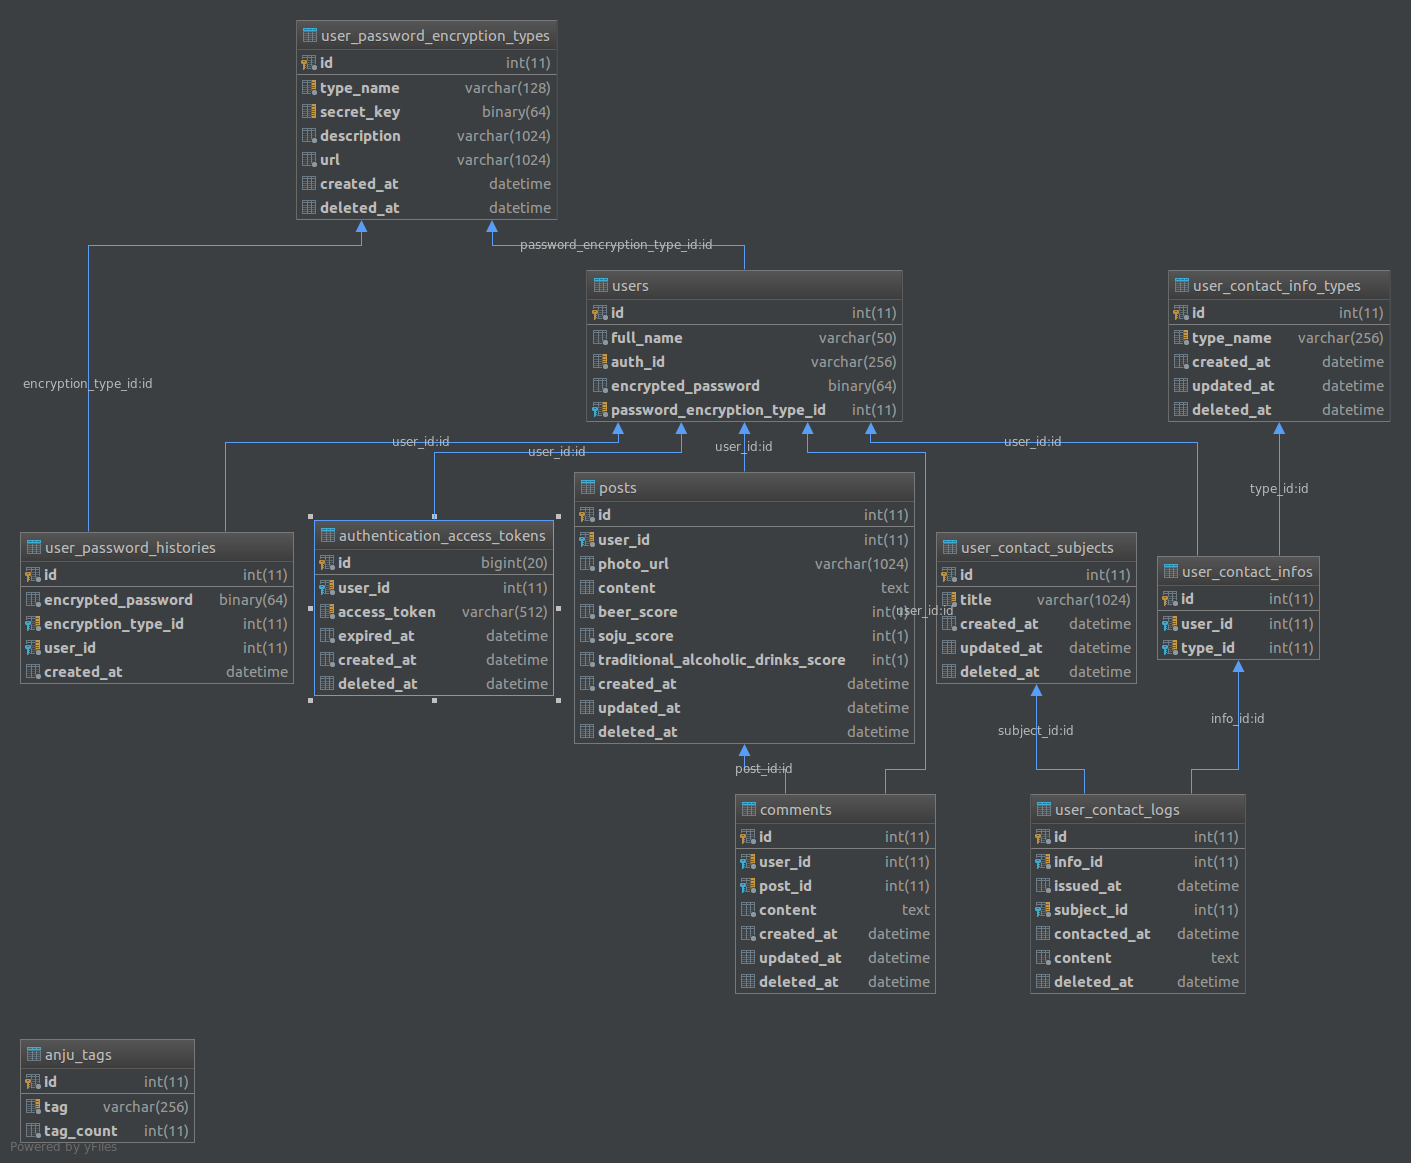 user_password_encryption_types
id int(11)
type_name varchar(128)
secret_key binary(64)
description varchar(1024)
url varchar(1024)
created_at datetime
deleted_at datetime
password_encryption_type_id:id
users
id int(11)
full_name varchar(50)
auth_id varchar(256)
encrypted_password binary(64)
password_encryption_type_id int(11)
user_contact_info_types
id int(11)
type_name varchar(256)
created_at datetime
updated_at datetime
deleted_at datetime
encryption_type_id:id
user_id:id
user_id:id
user_id:id
user_id:id
type_id:id
user_password_histories
id int(11)
encrypted_password binary(64)
encryption_type_id int(11)
user_id int(11)
created_at datetime
authentication_access_tokens
id bigint(20)
user_id int(11)
access_token varchar(512)
expired_at datetime
created_at datetime
deleted_at datetime
posts
id int(11)
user_id int(11)
photo_url varchar(1024)
content text
beer_score int(1)
soju_score int(1)
traditional_alcoholic_drinks_score int(1)
created_at datetime
updated_at datetime
deleted_at datetime
user_id:id
user_contact_subjects
id int(11)
title varchar(1024)
created_at datetime
updated_at datetime
deleted_at datetime
user_contact_infos
id int(11)
user_id int(11)
type_id int(11)
post_id:id
subject_id:id
info_id:id
comments
id int(11)
user_id int(11)
post_id int(11)
content text
created_at datetime
updated_at datetime
deleted_at datetime
user_contact_logs
id int(11)
info_id int(11)
issued_at datetime
subject_id int(11)
contacted_at datetime
content text
deleted_at datetime
anju_tags
id int(11)
tag varchar(256)
tag_count int(11)
Powered by yFiles